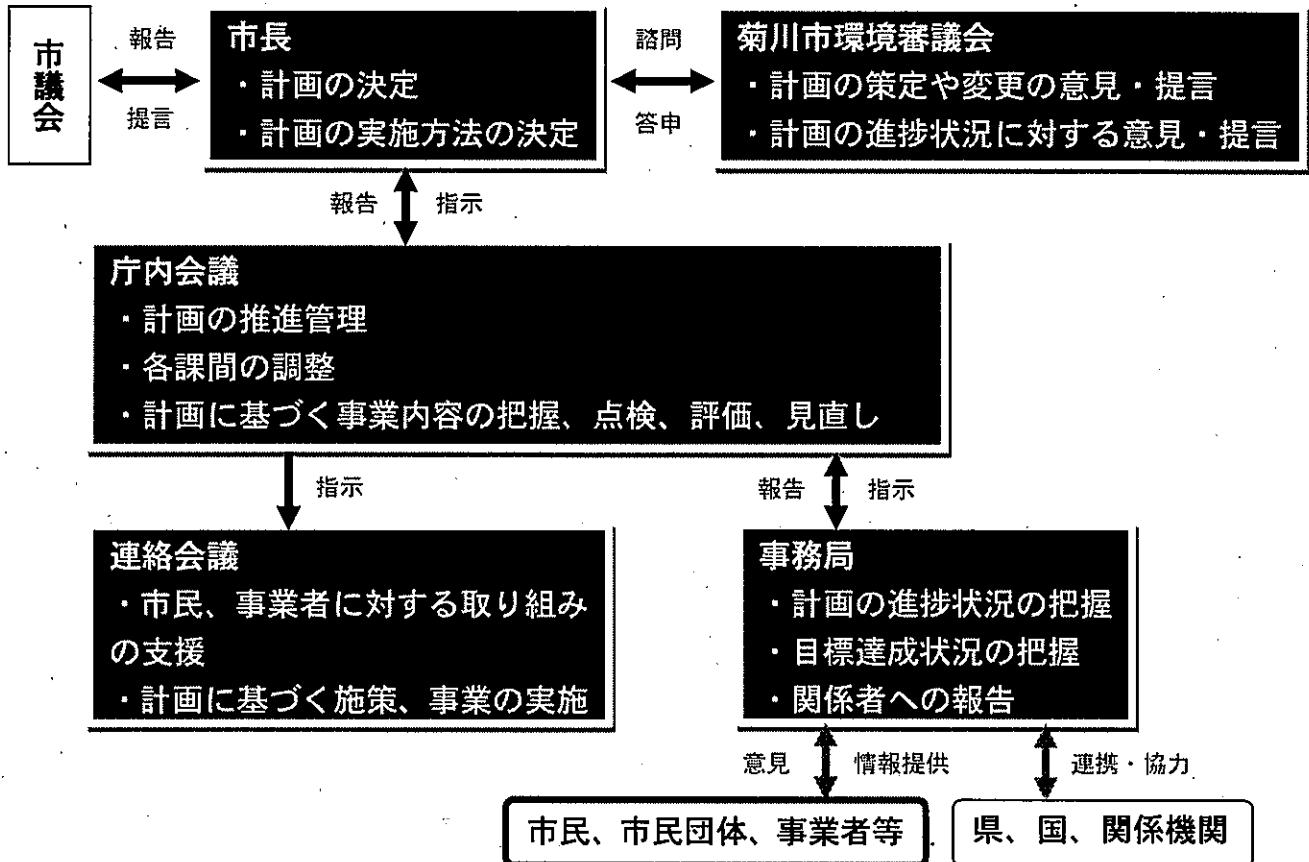 市議会
報告
提言
市長
・計画の決定
・計画の実施方法の決定
諮問
答申
菊川市環境審議会
・計画の策定や変更の意見・提言
・計画の進捗状況に対する意見・提言
報告
指示
庁内会議
・計画の推進管理
・各課間の調整
・計画に基づく事業内容の把握、点検、評価、見直し
指示
報告
指示
連絡会議
・市民、事業者に対する取り組み
の支援
・計画に基づく施策、事業の実施
事務局
・計画の進捗状況の把握
・目標達成状況の把握
・関係者への報告
意見
情報提供
連携・協力
市民、市民団体、事業者等
県、国、関係機関